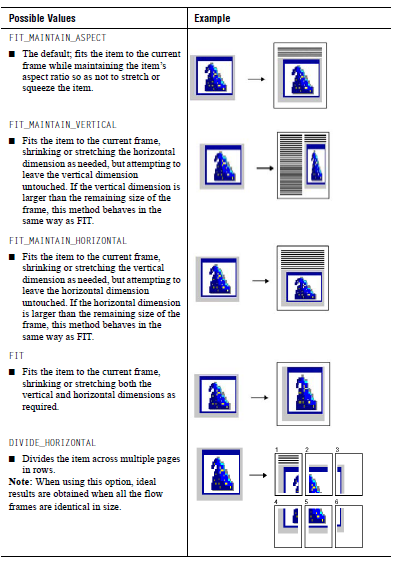 Possible Values
Example
FIT_MAINTAIN_ASPECT
■ The default; fits the item to the current
frame while maintaining the item's
aspect ratio so as not to stretch or
squeeze the item.
FIT_MAINTAIN_VERTICAL
■ Fits the item to the current frame,
shrinking or stretching the horizontal
dimension as needed, but attempting to
leave the vertical dimension
untouched. If the vertical dimension is
larger than the remaining size of the
frame, this method behaves in the
same way as FIT.
FIT_MAINTAIN_HORIZONTAL
■ Fits the item to the current frame,
shrinking or stretching the vertical
dimension as needed, but attempting to
leave the horizontal dimension
untouched. If the horizontal dimension
is larger than the remaining size of the
frame, this method behaves in the
same way as FIT.
FIT
■ Fits the item to the current frame,
shrinking or stretching both the
vertical and horizontal dimensions as
required.
DIVIDE_HORIZONTAL
■ Divides the item across multiple pages
in rows.
Note: When using this option, ideal
results are obtained when all the flow
frames are identical in size.
1 2 3
4 5 6